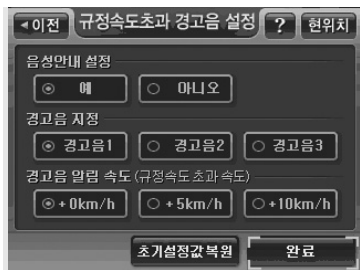 이전 규정속도초과 경고음 설정 ? 현위치
음성안내 설정
예 아니오
경고음 지정
경고음1 경고음2 경고음3
경고음 알림 속도 (규정속도 초과 속도)
+0km/h +5km/h +10km/h
초기설정값복원 완료